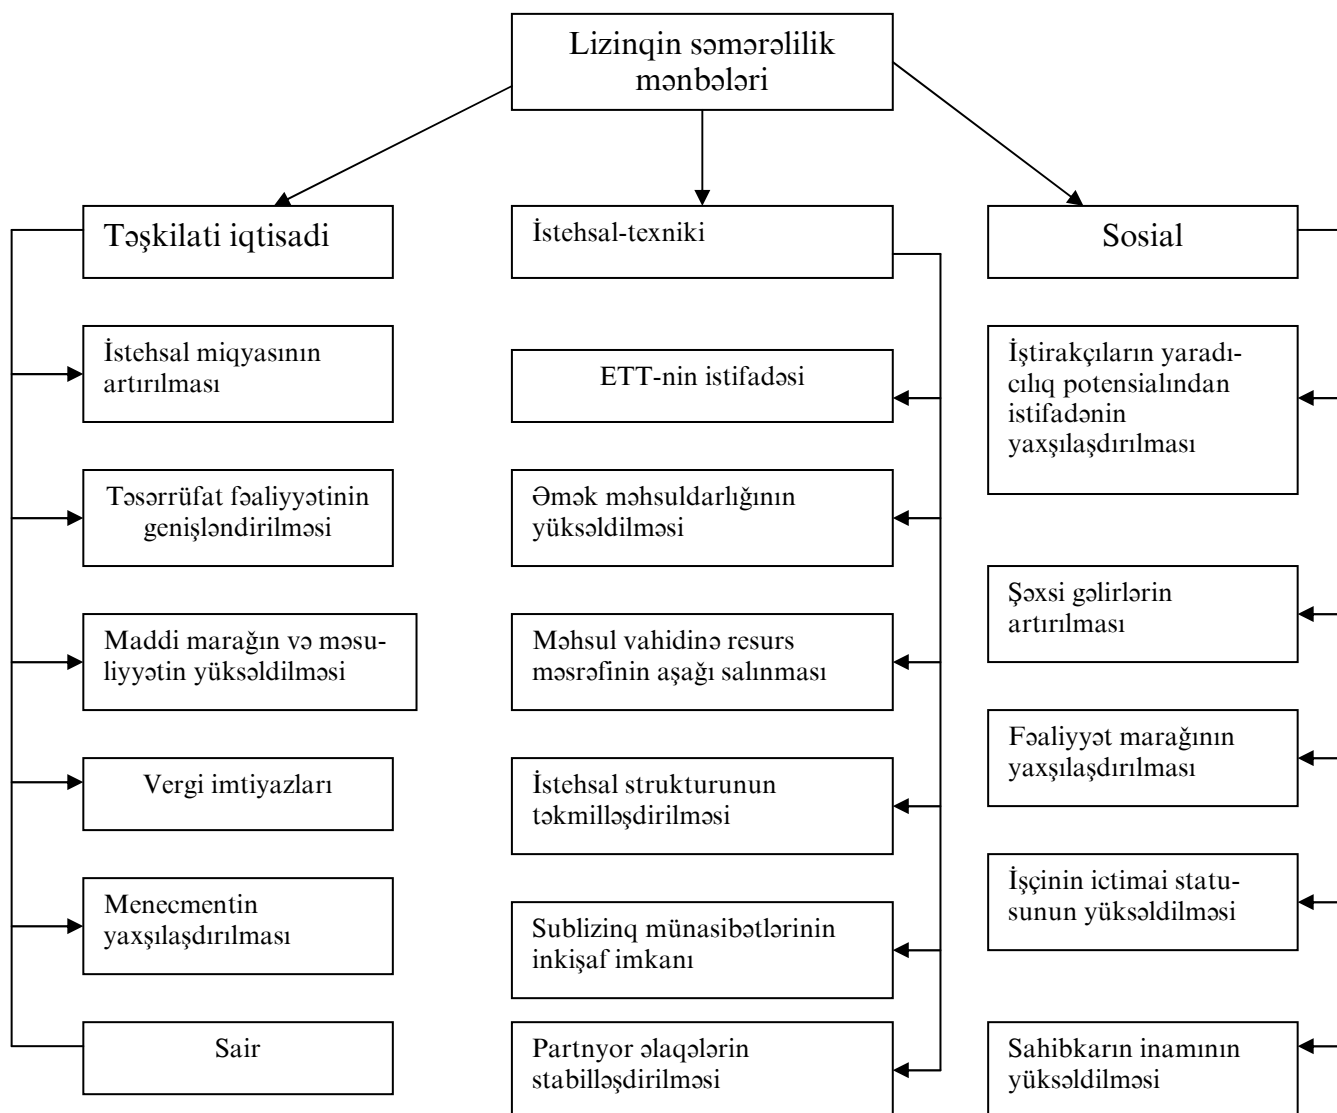 Lizinqin səmərəlilik
mənbələri
Təşkilati iqtisadi
İstehsal miqyasının
artırılması
Təsərrüfat fəaliyyətinin
genişləndirilməsi
Maddi marağın və məsu-
liyyətin yüksəldilməsi
Vergi imtiyazları
Menecmentin
yaxşılaşdırılması
Sair
İstehsal-texniki
ETT-nin istifadəsi
Əmək məhsuldarlığının
yüksəldilməsi
Məhsul vahidinə resurs
məsrəfinin aşağı salınması
İstehsal strukturunun
təkmilləşdirilməsi
Sublizinq münasibətlərinin
inkişaf imkanı
Partnyor əlaqələrin
stabilləşdirilməsi
Sosial
İştirakçıların yaradı-
cılıq potensialından
istifadənin
yaxşılaşdırılması
Şəxsi gəlirlərin
artırılması
Fəaliyyət marağının
yaxşılaşdırılması
İşçinin ictimai statu-
sunun yüksəldilməsi
Sahibkarın inamının
yüksəldilməsi